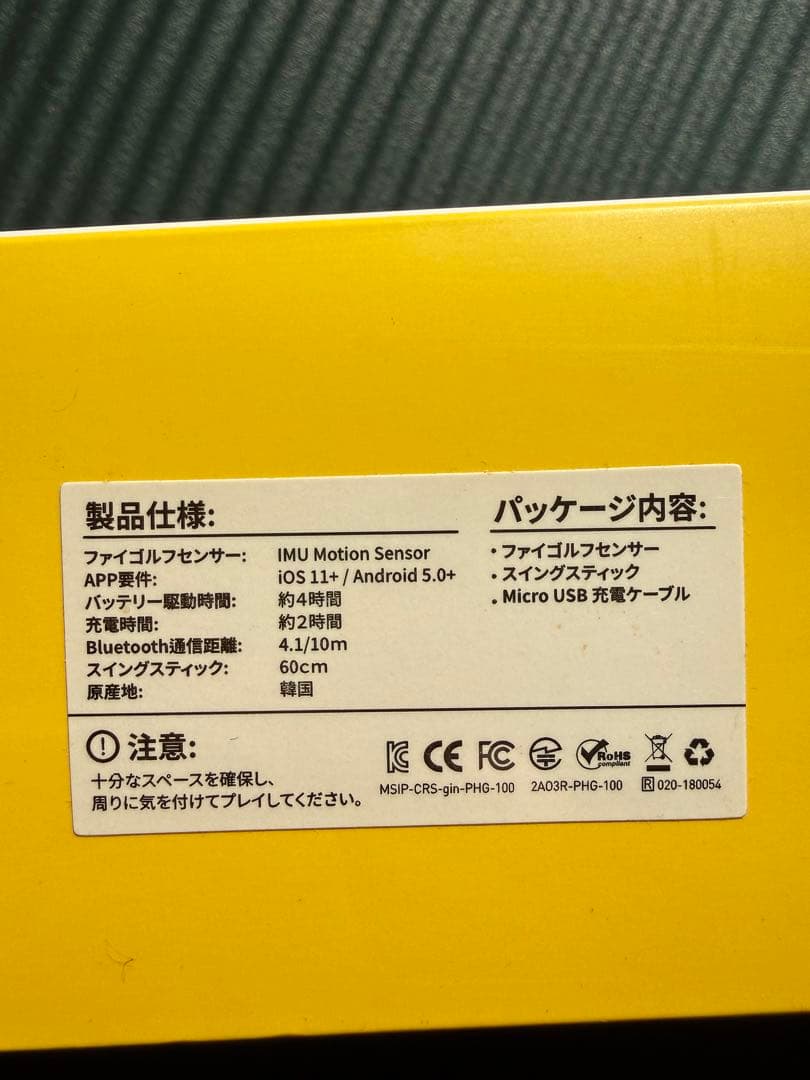 製品仕様:
ファイゴルフセンサー: IMU Motion Sensor
APP要件: iOS 11+ / Android 5.0+
バッテリー駆動時間: 約4時間
充電時間: 約2時間
Bluetooth通信距離: 4.1/10m
スイングスティック: 60cm
原産地: 韓国
パッケージ内容:
・ファイゴルフセンサー
・スイングスティック
・Micro USB 充電ケーブル
注意:
十分なスペースを確保し、
周りに気を付けてプレイしてください。
KC CE FC RoHS
compliant
MSIP-CRS-gin-PHG-100 2AO3R-PHG-100 R 020-180054